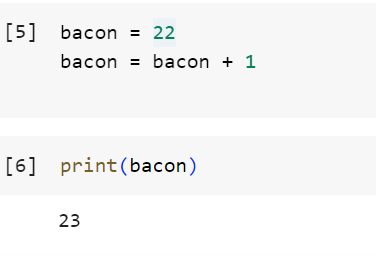 [5] bacon = 22
bacon = bacon + 1
[6] print(bacon)
23